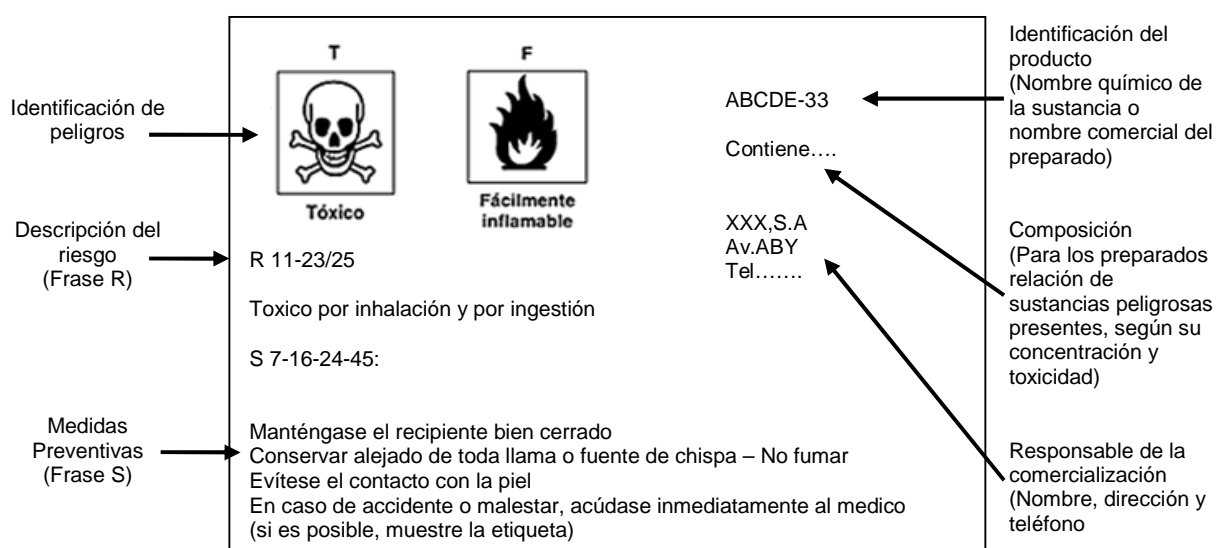 Identificación de
peligros
Descripción del
riesgo
(Frase R)
Medidas
Preventivas
(Frase S)
T
F
Tóxico
Fácilmente
inflamable
R 11-23/25
Toxico por inhalación y por ingestión
S 7-16-24-45:
Manténgase el recipiente bien cerrado
Conservar alejado de toda llama o fuente de chispa – No fumar
Evítese el contacto con la piel
En caso de accidente o malestar, acúdase inmediatamente al medico
(si es posible, muestre la etiqueta)
ABCDE-33
Contiene….
XXX,S.A
Av.ABY
Tel…….
Identificación del
producto
(Nombre químico de
la sustancia o
nombre comercial del
preparado)
Composición
(Para los preparados
relación de
sustancias peligrosas
presentes, según su
concentración y
toxicidad)
Responsable de la
comercialización
(Nombre, dirección y
teléfono